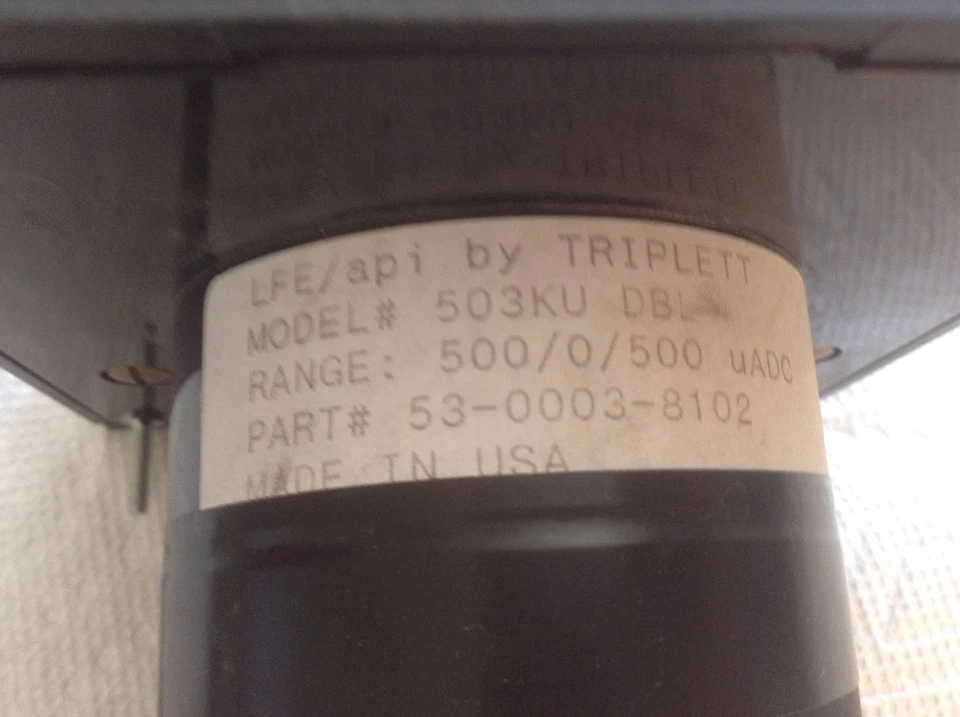 LFE/api by TRIPLETT
MODEL# 503KU DBL
RANGE: 500/0/500 uADC
PART# 53-0003-8102
MADE IN USA